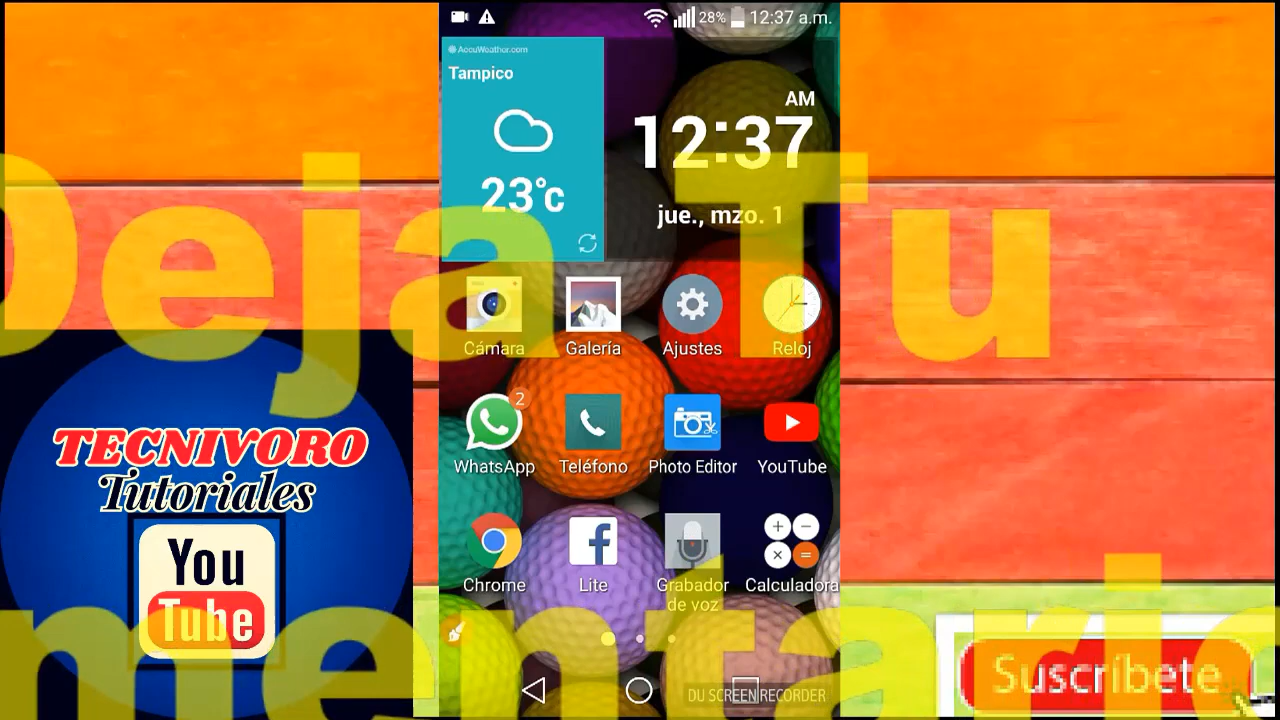 28% 12:37 a.m.
AccuWeather.com
Tampico
23°c
AM
12:37
jue., mzo. 1
Deja Tu
Cámara Galería Ajustes Reloj
2
WhatsApp Teléfono Photo Editor YouTube
TECNIVORO
Tutoriales
You
Tube
Chrome Lite Grabador de voz Calculadora
mentario
Suscríbete
DU SCREEN RECORDER